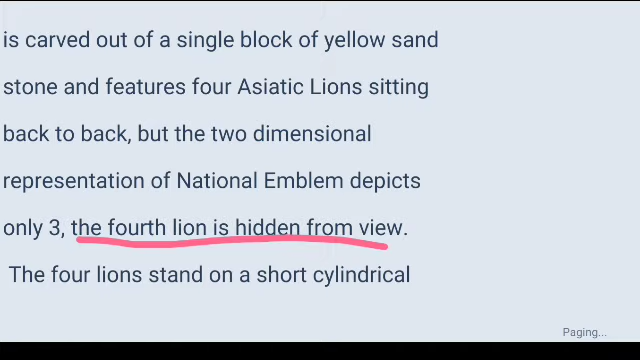 is carved out of a single block of yellow sand
stone and features four Asiatic Lions sitting
back to back, but the two dimensional
representation of National Emblem depicts
only 3, the fourth lion is hidden from view.
The four lions stand on a short cylindrical
Paging...